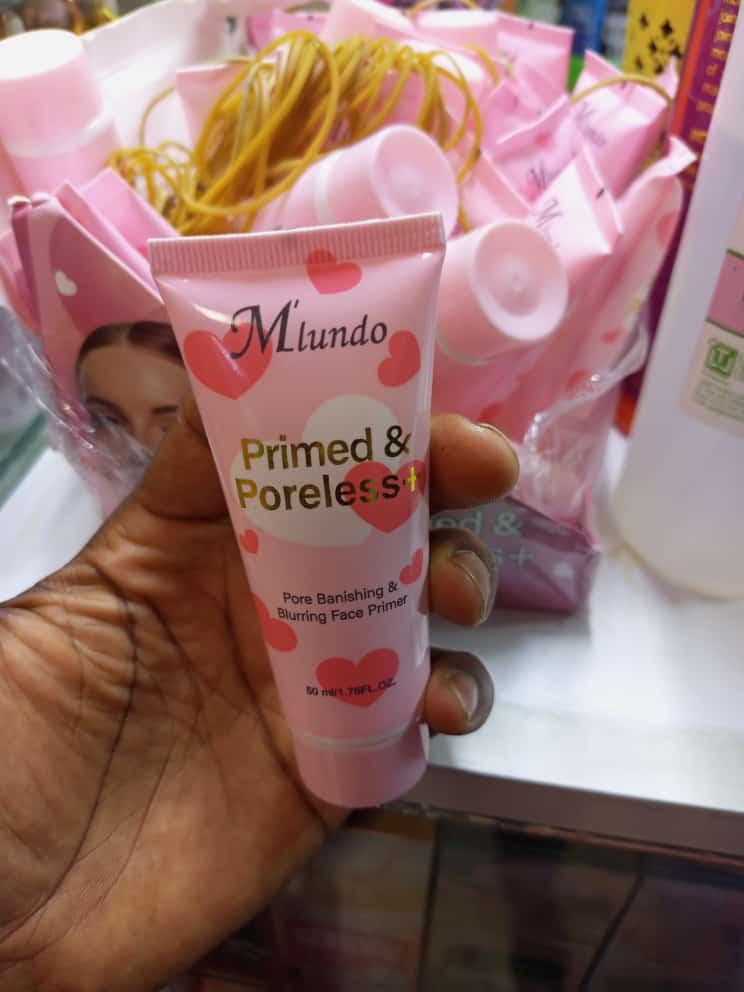 M'lundo
Primed &
Poreless+
Pore Banishing &
Blurring Face Primer
50 ml/1.76FL.OZ.